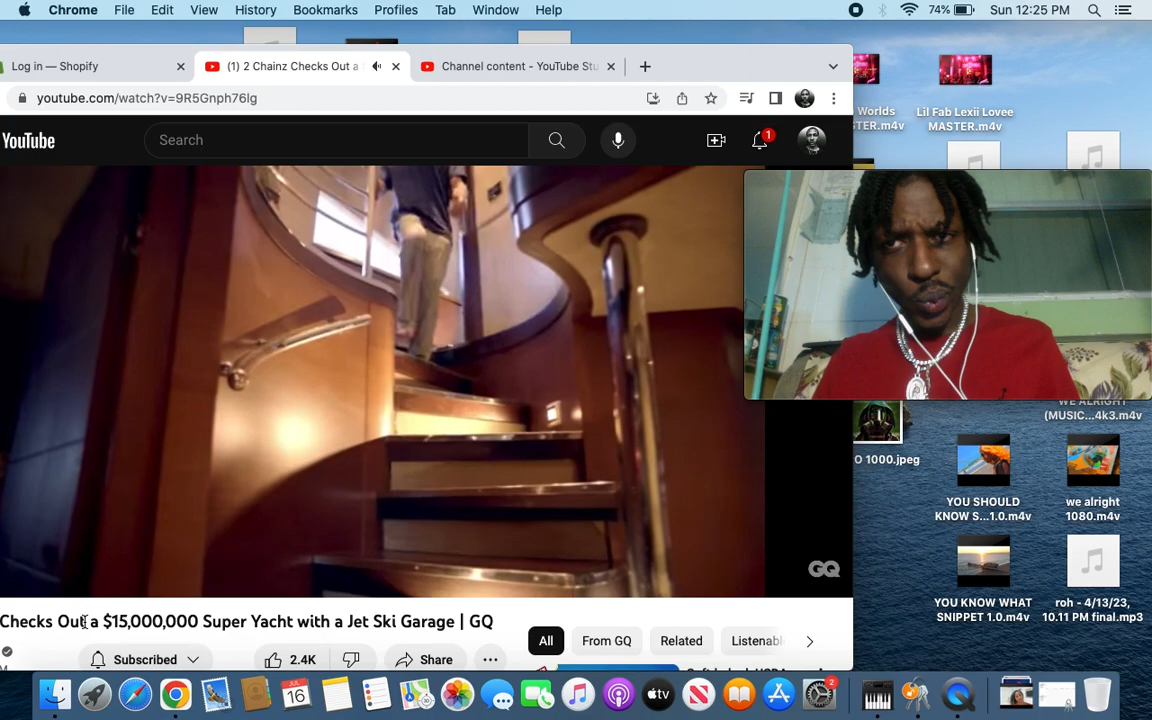 Chrome File Edit View History Bookmarks Profiles Tab Window Help 74% Sun 12:25 PM
Log in — Shopify (1) 2 Chainz Checks Out a Channel content - YouTube Stu
youtube.com/watch?v=9R5Gnph76lg
YouTube Search 1
Worlds
TER.m4v
Lil Fab Lexii Lovee
MASTER.m4v
GQ
WE ALRIGHT
(MUSIC...4k3.m4v
O 1000.jpeg
YOU SHOULD
KNOW S...1.0.m4v
we alright
1080.m4v
YOU KNOW WHAT
SNIPPET 1.0.m4v
roh - 4/13/23,
10.11 PM final.mp3
Checks Out a $15,000,000 Super Yacht with a Jet Ski Garage | GQ
All From GQ Related Listenab
M
Subscribed 2.4K Share
JUL
16
tv
2